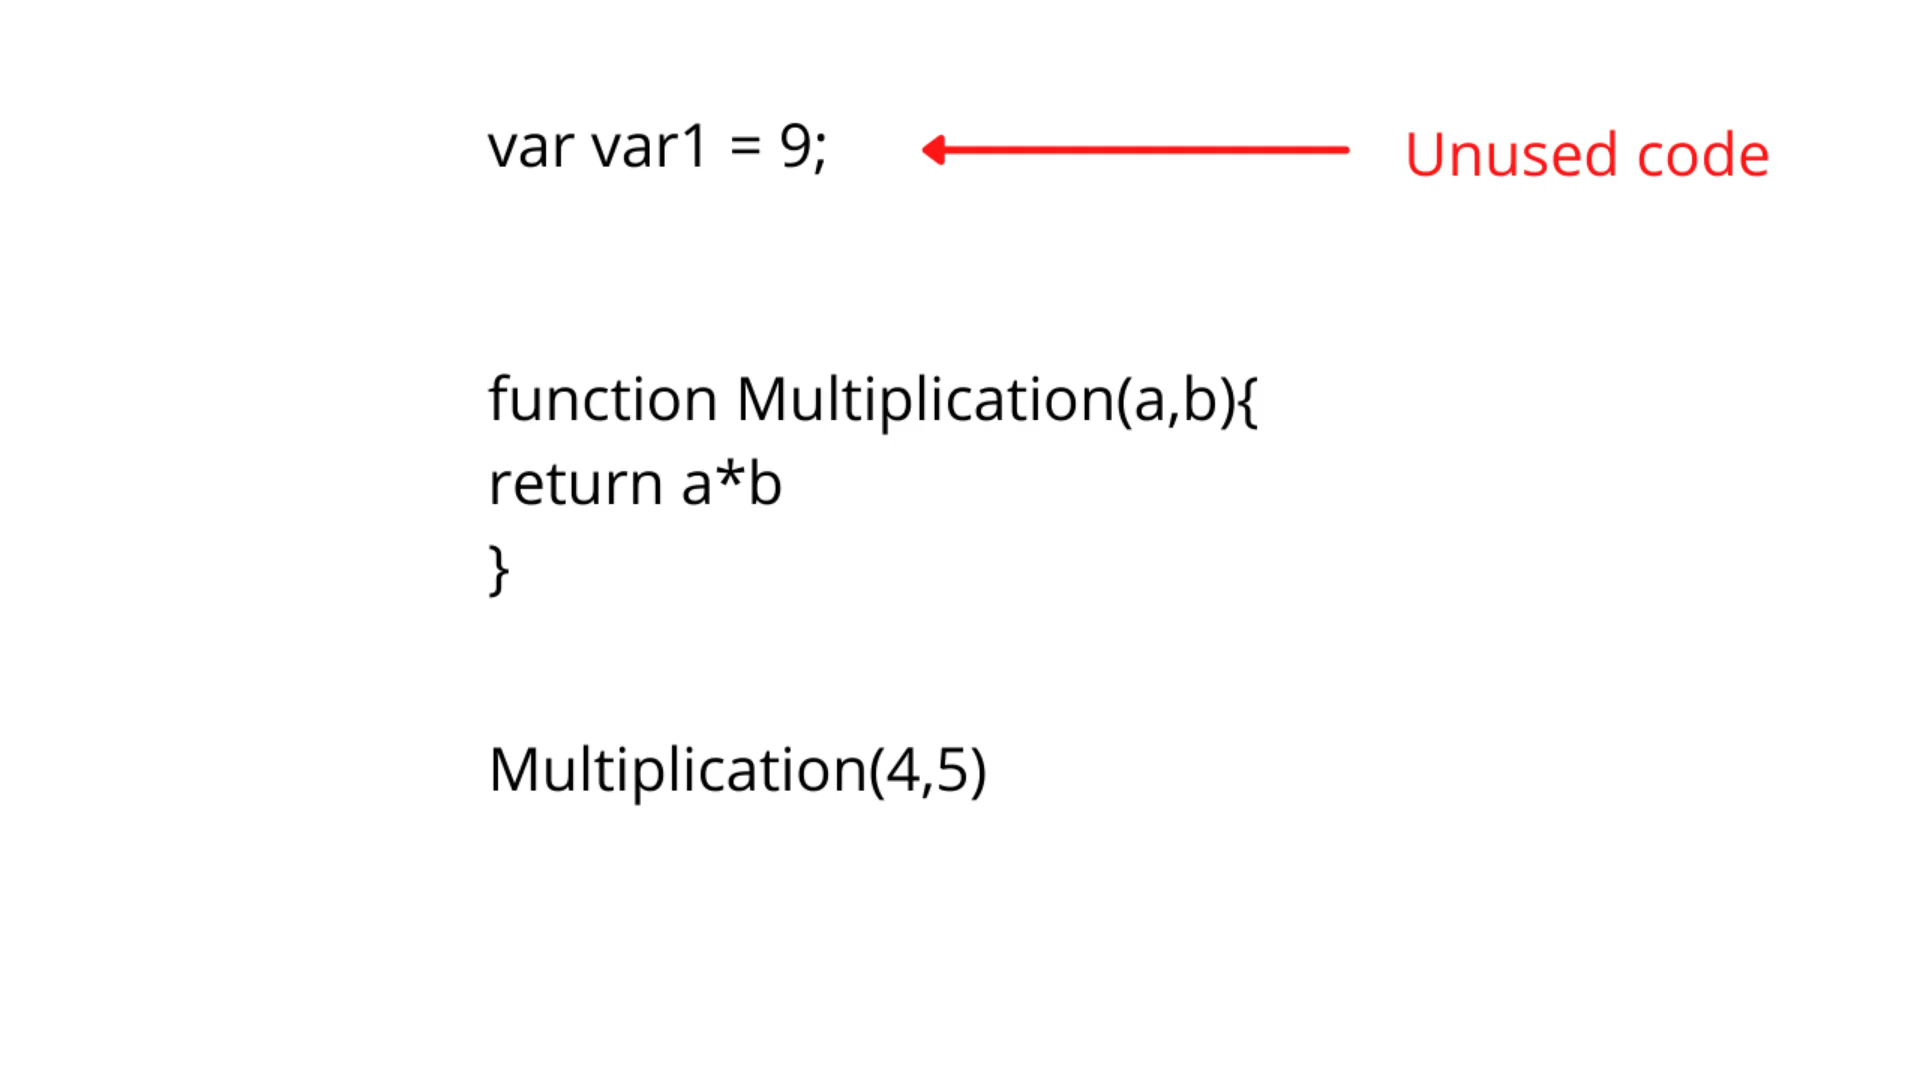 var var1 = 9;
Unused code
function Multiplication(a,b){
return a*b
}
Multiplication(4,5)